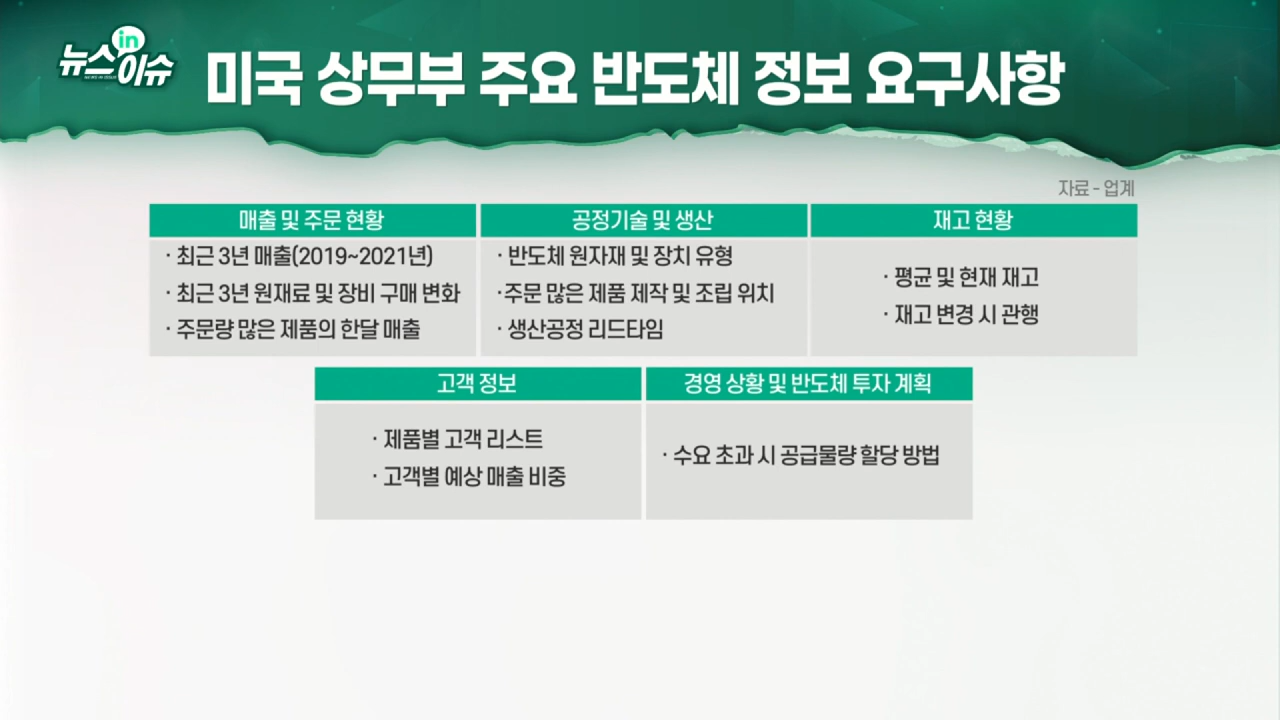 뉴스in이슈
미국 상무부 주요 반도체 정보 요구사항
자료 - 업계
매출 및 주문 현황
· 최근 3년 매출(2019~2021년)
· 최근 3년 원재료 및 장비 구매 변화
· 주문량 많은 제품의 한달 매출
공정기술 및 생산
· 반도체 원자재 및 장치 유형
·주문 많은 제품 제작 및 조립 위치
· 생산공정 리드타임
재고 현황
· 평균 및 현재 재고
· 재고 변경 시 관행
고객 정보
· 제품별 고객 리스트
· 고객별 예상 매출 비중
경영 상황 및 반도체 투자 계획
· 수요 초과 시 공급물량 할당 방법